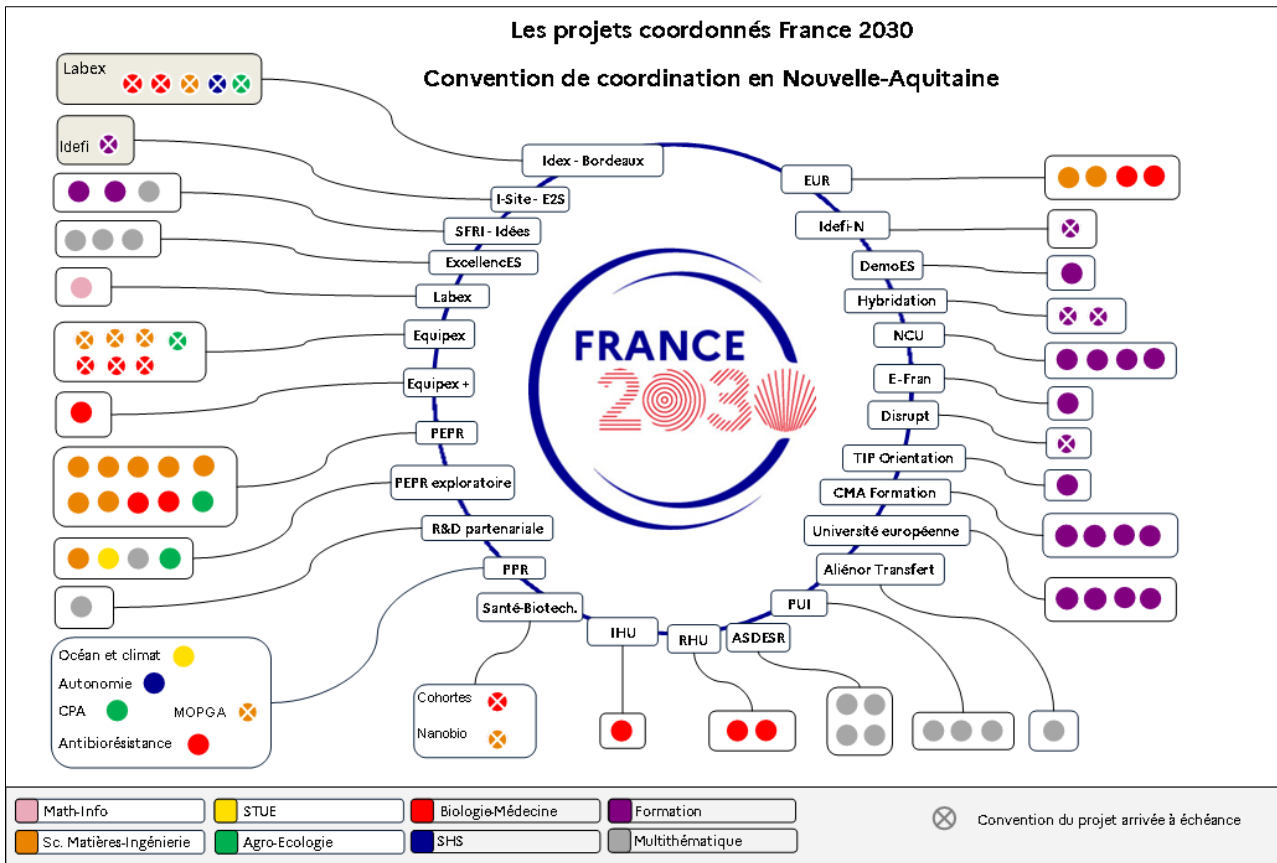 Les projets coordonnés France 2030
Convention de coordination en Nouvelle-Aquitaine
Labex
Idefi
Idex - Bordeaux
I-Site - E2S
SFRI - Idées
ExcellencES
Labex
Equipex
Equipex +
PEPR
PEPR exploratoire
R&D partenariale
PPR
Santé-Biotech.
IHU
RHU
ASDESR
PUI
Aliénor Transfert
Université européenne
CMA Formation
TIP Orientation
Disrupt
E-Fran
NCU
Hybridation
DemoES
Idefi-N
EUR
FRANCE
2030
Océan et climat
Autonomie
CPA MOPGA
Antibiorésistance
Cohortes
Nanobio
Math-Info STUE Biologie-Médecine Formation
Sc. Matières-Ingénierie Agro-Ecologie SHS Multithématique
Convention du projet arrivée à échéance